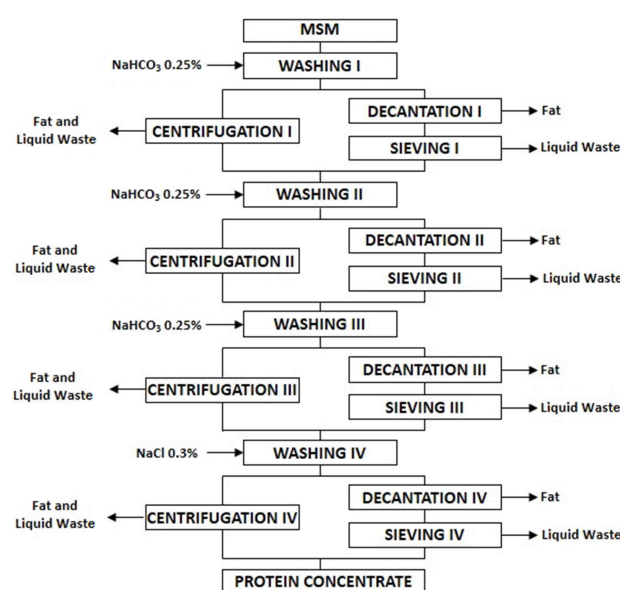 MSM
NaHCO₃ 0.25%
WASHING I
Fat and
Liquid Waste
CENTRIFUGATION I
DECANTATION I
Fat
SIEVING I
Liquid Waste
NaHCO₃ 0.25%
WASHING II
Fat and
Liquid Waste
CENTRIFUGATION II
DECANTATION II
Fat
SIEVING II
Liquid Waste
NaHCO₃ 0.25%
WASHING III
Fat and
Liquid Waste
CENTRIFUGATION III
DECANTATION III
Fat
SIEVING III
Liquid Waste
NaCl 0.3%
WASHING IV
Fat and
Liquid Waste
CENTRIFUGATION IV
DECANTATION IV
Fat
SIEVING IV
Liquid Waste
PROTEIN CONCENTRATE